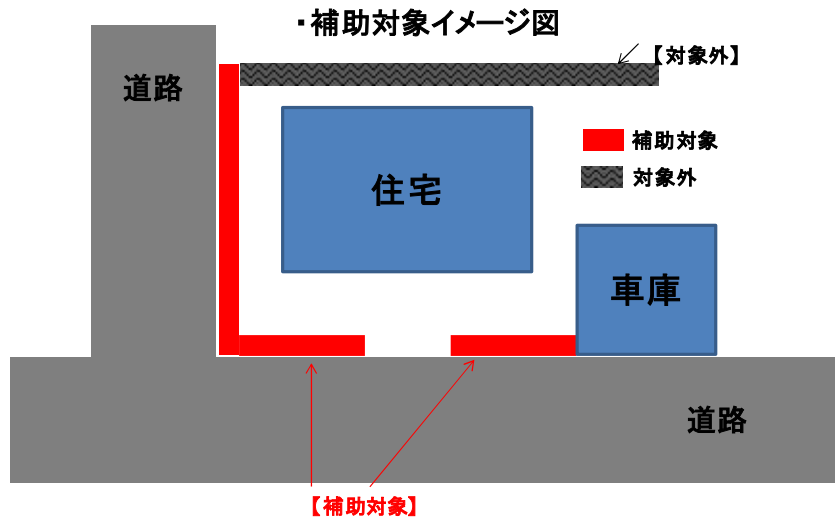 ・補助対象イメージ図
【対象外】
道路
補助対象
対象外
住宅
車庫
道路
【補助対象】